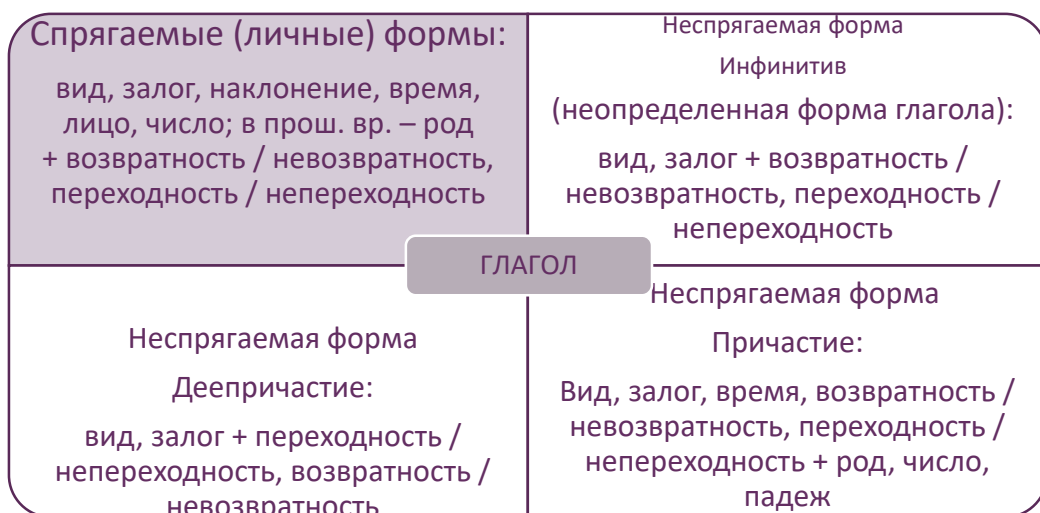 Спрягаемые (личные) формы:
вид, залог, наклонение, время,
лицо, число; в прош. вр. – род
+ возвратность / невозвратность,
переходность / непереходность
Неспрягаемая форма
Инфинитив
(неопределенная форма глагола):
вид, залог + возвратность /
невозвратность, переходность /
непереходность
ГЛАГОЛ
Неспрягаемая форма
Деепричастие:
вид, залог + переходность /
непереходность, возвратность /
невозвратность
Неспрягаемая форма
Причастие:
Вид, залог, время, возвратность /
невозвратность, переходность /
непереходность + род, число,
падеж